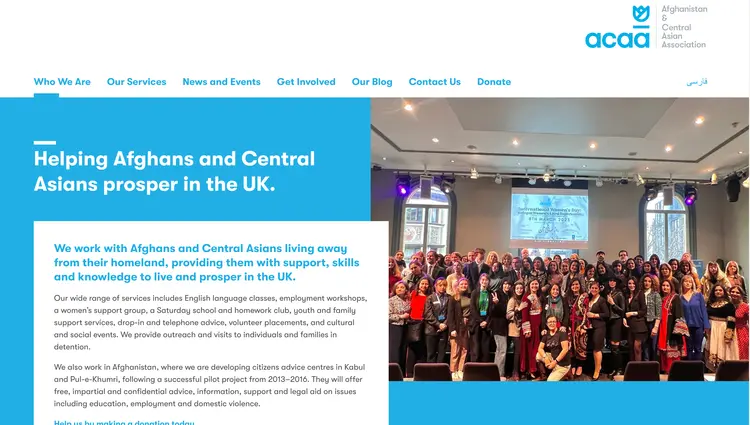 acaa
Afghanistan
&
Central
Asian
Association
Who We Are
Our Services
News and Events
Get Involved
Our Blog
Contact Us
Donate
فارسی
Helping Afghans and Central
Asians prosper in the UK.
International Women's Day
8TH MARCH 2023
We work with Afghans and Central Asians living away
from their homeland, providing them with support, skills
and knowledge to live and prosper in the UK.
Our wide range of services includes English language classes, employment workshops,
a women's support group, a Saturday school and homework club, youth and family
support services, drop-in and telephone advice, volunteer placements, and cultural
and social events. We provide outreach and visits to individuals and families in
detention.
We also work in Afghanistan, where we are developing citizens advice centres in Kabul
and Pul-e-Khumri, following a successful pilot project from 2013–2016. They will offer
free, impartial and confidential advice, information, support and legal aid on issues
including education, employment and domestic violence.
Help us by making a donation today